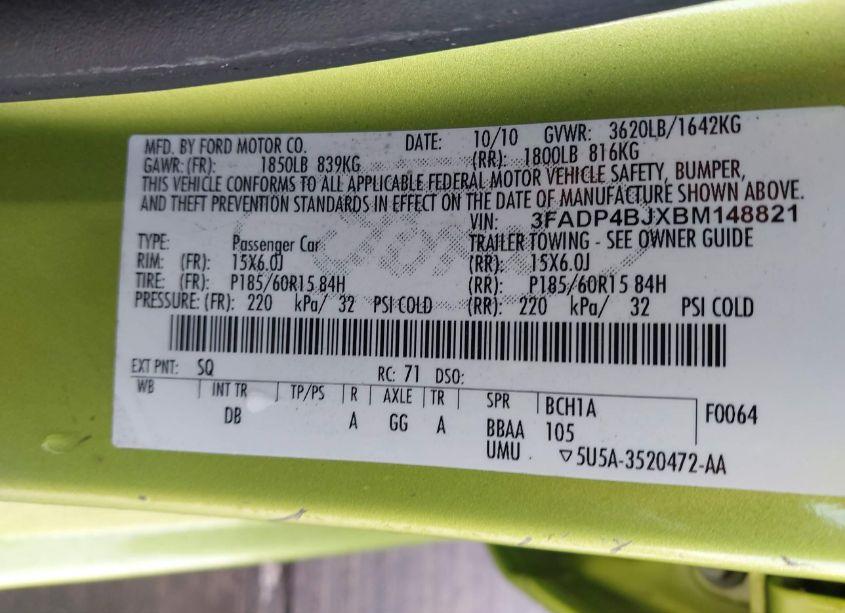 MFD. BY FORD MOTOR CO. DATE: 10/10 GVWR: 3620LB/1642KG
GAWR: (FR): 1850LB 839KG (RR): 1800LB 816KG
THIS VEHICLE CONFORMS TO ALL APPLICABLE FEDERAL MOTOR VEHICLE SAFETY, BUMPER,
AND THEFT PREVENTION STANDARDS IN EFFECT ON THE DATE OF MANUFACTURE SHOWN ABOVE.
VIN: 3FADP4BJXBM148821
TYPE: Passenger Car TRAILER TOWING - SEE OWNER GUIDE
RIM: (FR): 15X6.0J (RR): 15X6.0J
TIRE: (FR): P185/60R15 84H (RR): P185/60R15 84H
PRESSURE: (FR): 220 kPa/ 32 PSI COLD (RR): 220 kPa/ 32 PSI COLD
EXT PNT: SQ RC: 71 DSO:
WB INT TR TP/PS R AXLE TR SPR BCH1A F0064
DB A GG A BBAA 105
UMU ▽5U5A-3520472-AA